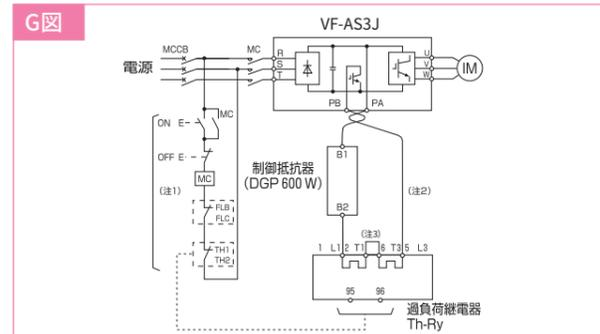 G図
VF-AS3J
MCCB
MC
電源
R
S
T
U
V
W
IM
PB
PA
ON E
MC
OFF E
MC
(注1)
FLB
FLC
TH1
TH2
制御抵抗器
(DGP 600 W)
B1
B2
(注2)
(注3)
1 L1 2 T1 6 T3 5 L3
95 96
過負荷継電器
Th-Ry